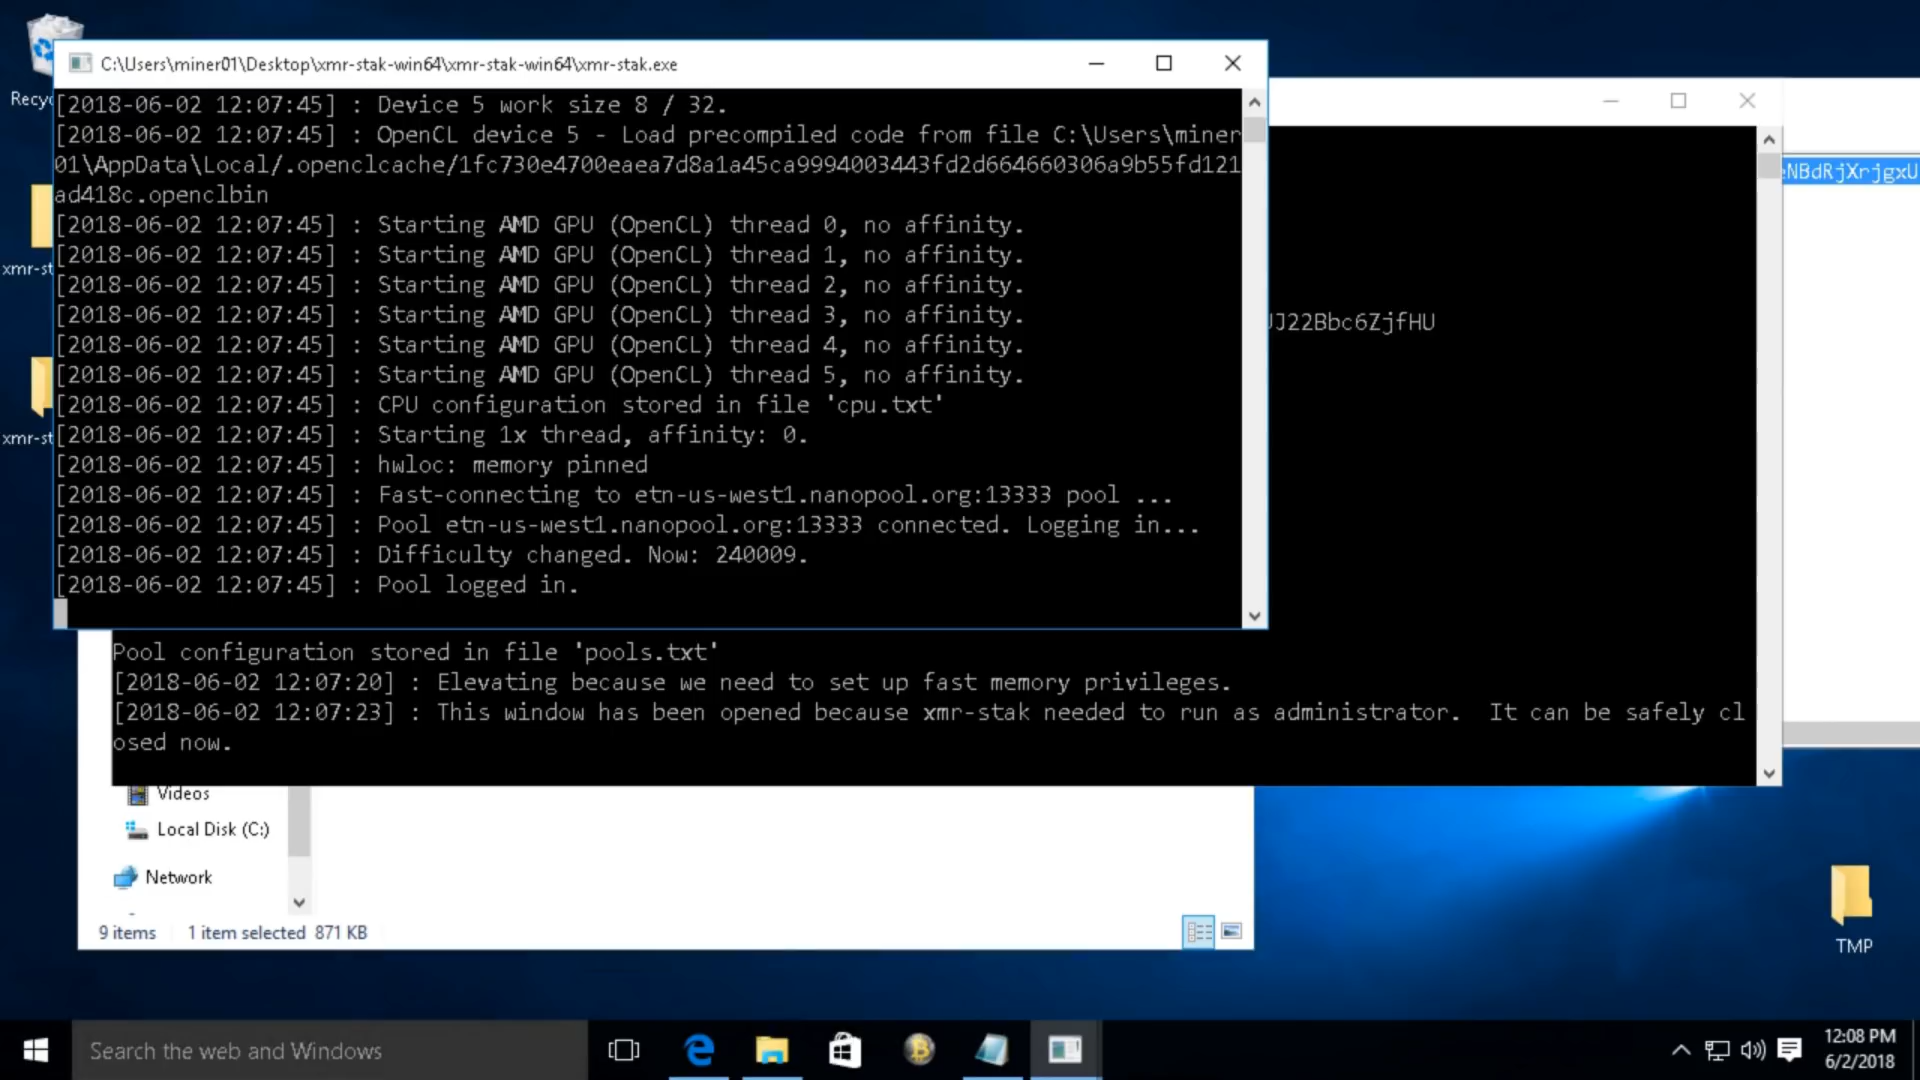 C:\Users\miner01\Desktop\xmr-stak-win64\xmr-stak-win64\xmr-stak.exe
[2018-06-02 12:07:45] : Device 5 work size 8 / 32.
[2018-06-02 12:07:45] : OpenCL device 5 - Load precompiled code from file C:\Users\miner
01\AppData\Local/.openclcache/1fc730e4700eaea7d8a1a45ca9994003443fd2d664660306a9b55fd121
ad418c.openclbin
[2018-06-02 12:07:45] : Starting AMD GPU (OpenCL) thread 0, no affinity.
[2018-06-02 12:07:45] : Starting AMD GPU (OpenCL) thread 1, no affinity.
[2018-06-02 12:07:45] : Starting AMD GPU (OpenCL) thread 2, no affinity.
[2018-06-02 12:07:45] : Starting AMD GPU (OpenCL) thread 3, no affinity.
[2018-06-02 12:07:45] : Starting AMD GPU (OpenCL) thread 4, no affinity.
[2018-06-02 12:07:45] : Starting AMD GPU (OpenCL) thread 5, no affinity.
[2018-06-02 12:07:45] : CPU configuration stored in file 'cpu.txt'
[2018-06-02 12:07:45] : Starting 1x thread, affinity: 0.
[2018-06-02 12:07:45] : hwloc: memory pinned
[2018-06-02 12:07:45] : Fast-connecting to etn-us-west1.nanopool.org:13333 pool ...
[2018-06-02 12:07:45] : Pool etn-us-west1.nanopool.org:13333 connected. Logging in...
[2018-06-02 12:07:45] : Difficulty changed. Now: 240009.
[2018-06-02 12:07:45] : Pool logged in.
Recyc
xmr-st
xmr-st
NBdRjXrjgxU
J22Bbc6ZjfHU
Pool configuration stored in file 'pools.txt'
[2018-06-02 12:07:20] : Elevating because we need to set up fast memory privileges.
[2018-06-02 12:07:23] : This window has been opened because xmr-stak needed to run as administrator.  It can be safely cl
osed now.
Videos
Local Disk (C:)
Network
9 items 1 item selected 871 KB
TMP
Search the web and Windows
12:08 PM
6/2/2018